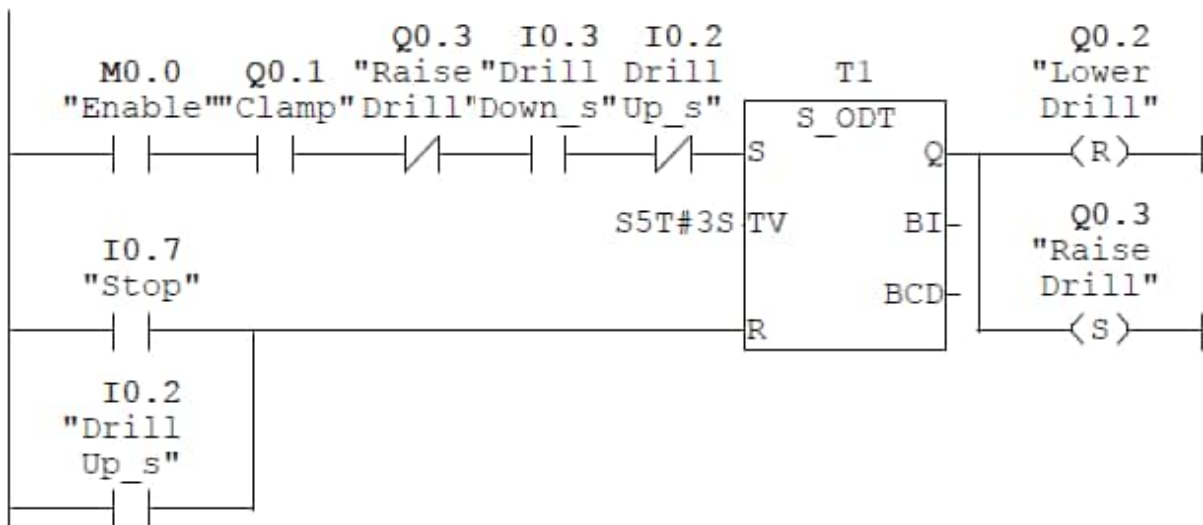 Q0.3 I0.3 I0.2 Q0.2
M0.0 Q0.1 "Raise "Drill Drill T1 "Lower
"Enable""Clamp"Drill"Down_s"Up_s" Drill"
S_ODT
S Q (R)
S5T#3S TV BI Q0.3
I0.7 "Raise
"Stop" BCD Drill"
R (S)
I0.2
"Drill
Up_s"